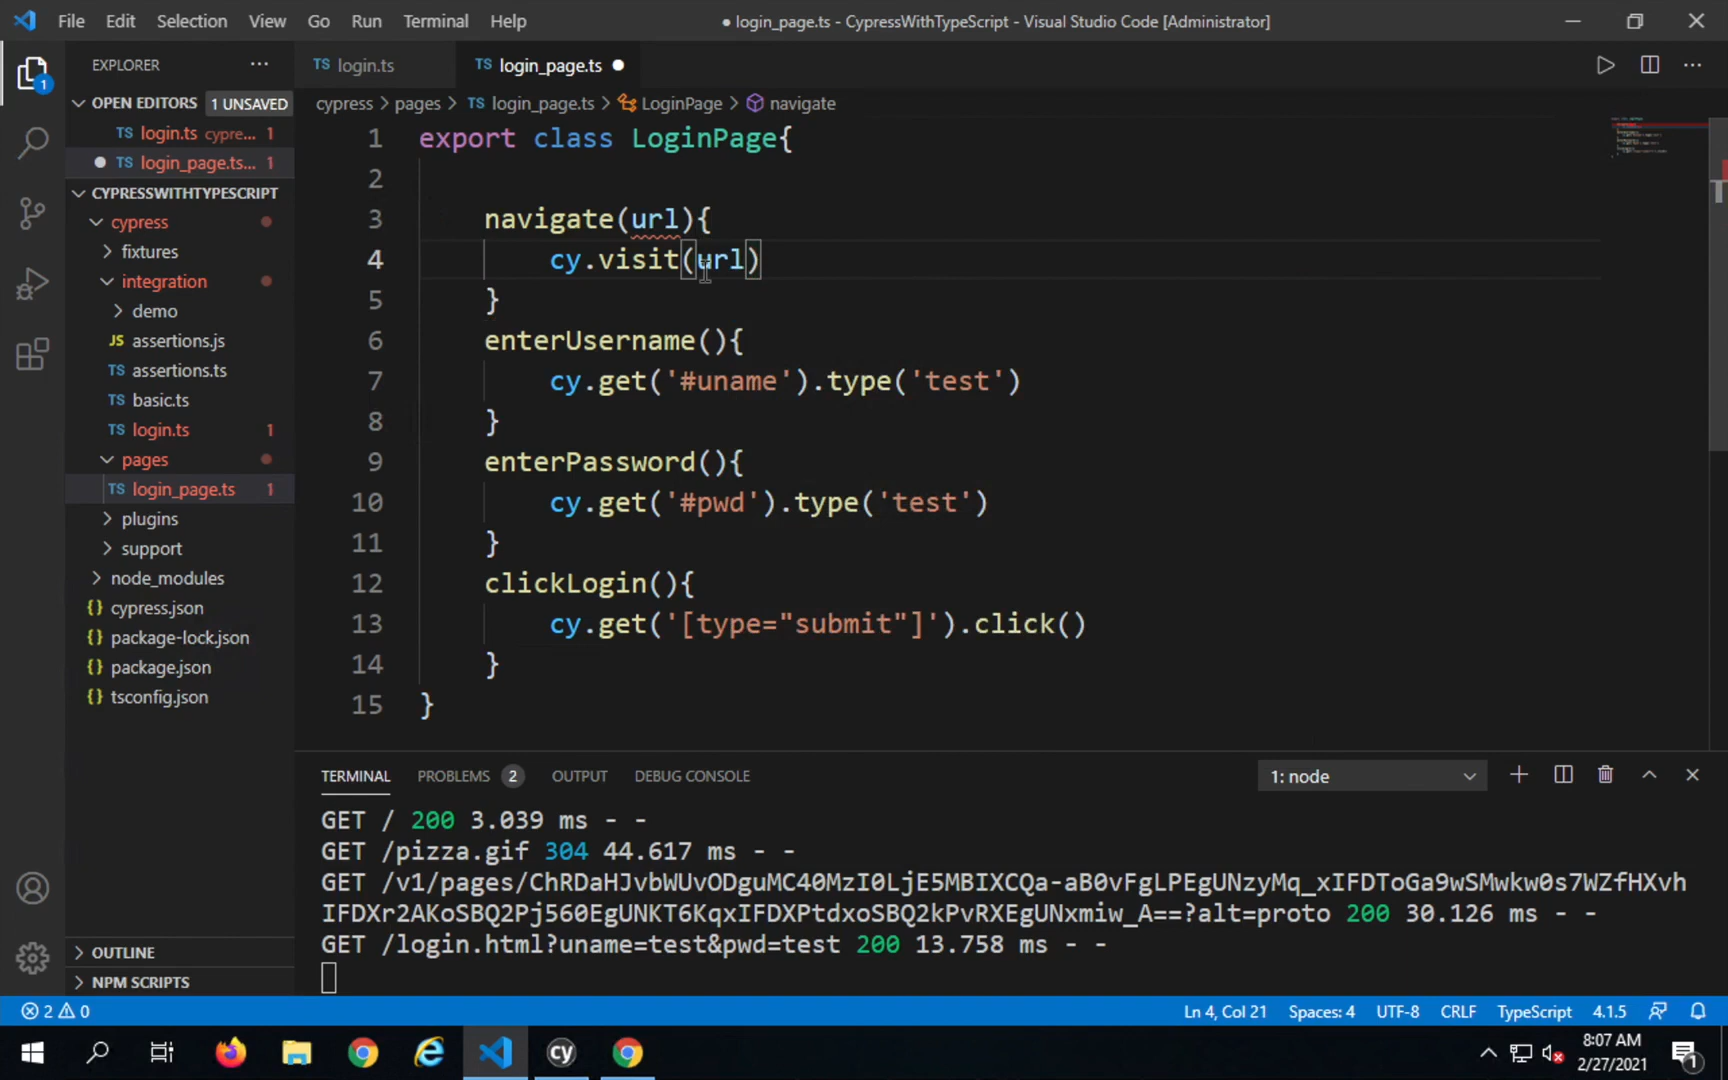 File Edit Selection View Go Run Terminal Help
● login_page.ts - CypressWithTypeScript - Visual Studio Code [Administrator]
EXPLORER
TS login.ts
TS login_page.ts ●
OPEN EDITORS 1 UNSAVED
cypress > pages > TS login_page.ts > LoginPage > navigate
TS login.ts cypre... 1
● TS login_page.ts... 1
CYPRESSWITHTYPESCRIPT
cypress
fixtures
integration
demo
JS assertions.js
TS assertions.ts
TS basic.ts
TS login.ts 1
pages
TS login_page.ts 1
plugins
support
node_modules
{} cypress.json
{} package-lock.json
{} package.json
{} tsconfig.json
OUTLINE
NPM SCRIPTS
1 export class LoginPage{
2
3 navigate(url){
4 cy.visit(url)
5 }
6 enterUsername(){
7 cy.get('#uname').type('test')
8 }
9 enterPassword(){
10 cy.get('#pwd').type('test')
11 }
12 clickLogin(){
13 cy.get('[type="submit"]').click()
14 }
15 }
TERMINAL PROBLEMS 2 OUTPUT DEBUG CONSOLE
1: node
GET / 200 3.039 ms - -
GET /pizza.gif 304 44.617 ms - -
GET /v1/pages/ChRDaHJvbWUvODguMC40MzI0LjE5MBIXCQa-aB0vFgLPEgUNzyMq_xIFDToGa9wSMwkw0s7WZfHXvh
IFDXr2AKoSBQ2Pj560EgUNKT6KqxIFDXPtdxoSBQ2kPvRXEgUNxmiw_A==?alt=proto 200 30.126 ms - -
GET /login.html?uname=test&pwd=test 200 13.758 ms - -
2 0
Ln 4, Col 21 Spaces: 4 UTF-8 CRLF TypeScript 4.1.5
cy
8:07 AM
2/27/2021
1